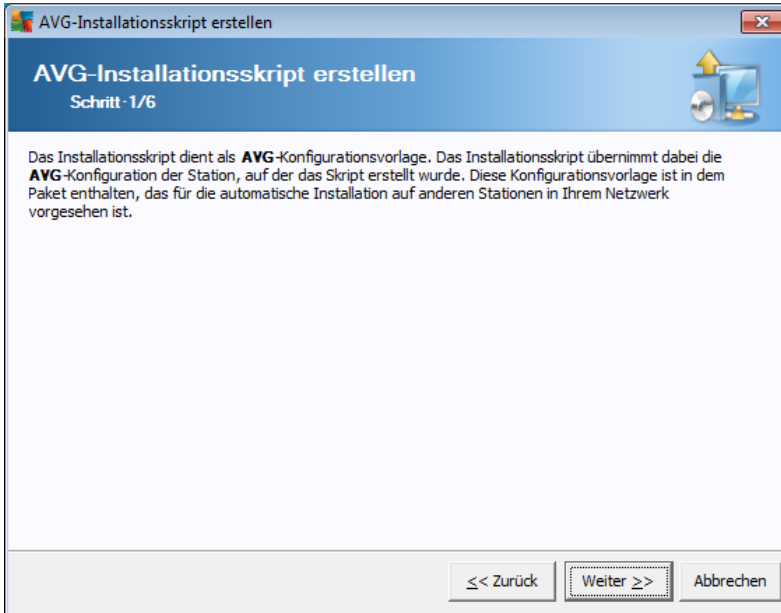 AVG-Installationsskript erstellen
AVG-Installationsskript erstellen
Schritt-1/6
Das Installationsskript dient als AVG-Konfigurationsvorlage. Das Installationsskript übernimmt dabei die
AVG-Konfiguration der Station, auf der das Skript erstellt wurde. Diese Konfigurationsvorlage ist in dem
Paket enthalten, das für die automatische Installation auf anderen Stationen in Ihrem Netzwerk
vorgesehen ist.
<< Zurück Weiter >> Abbrechen